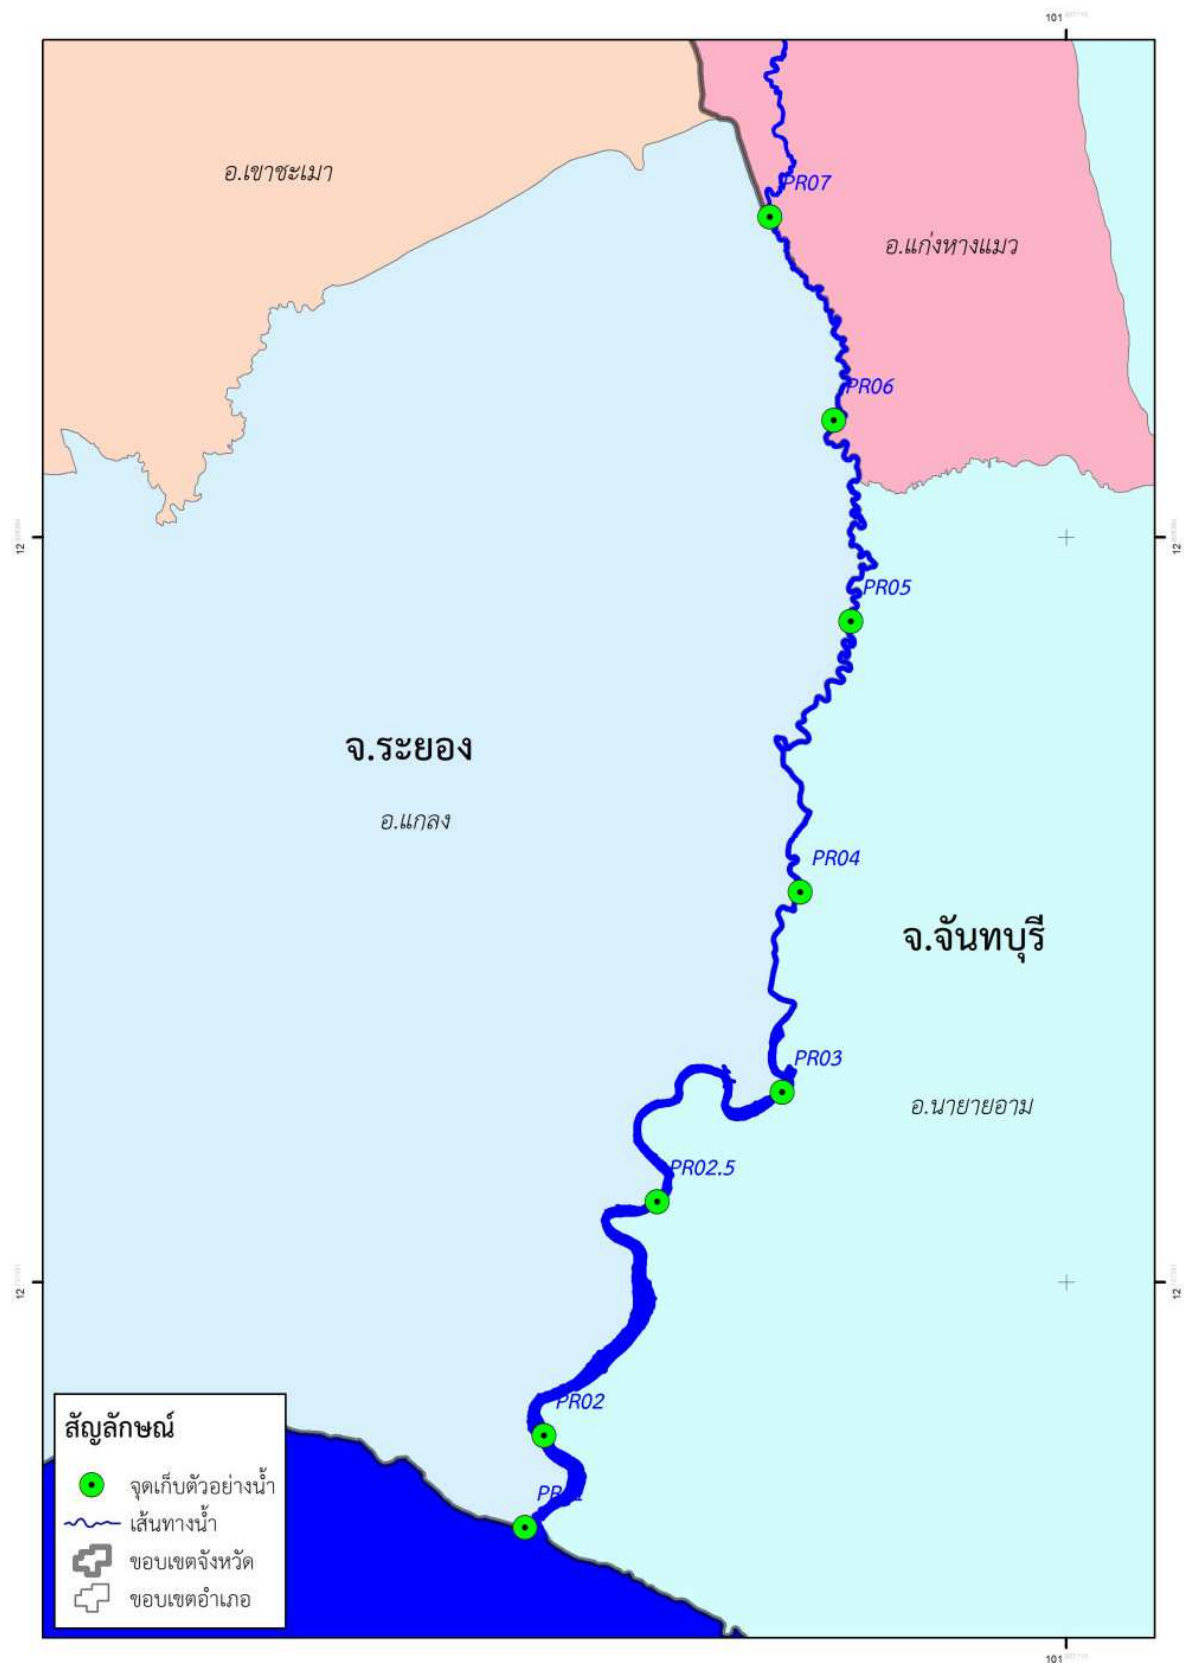 101
อ.เขาชะเมา
PR07
อ.แก่งหางแมว
PR06
12
12
PR05
จ.ระยอง
อ.แกลง
PR04
จ.จันทบุรี
PR03
อ.นายายอาม
PR02.5
12
12
PR02
สัญลักษณ์
จุดเก็บตัวอย่างน้ำ
เส้นทางน้ำ
ขอบเขตจังหวัด
ขอบเขตอำเภอ
101